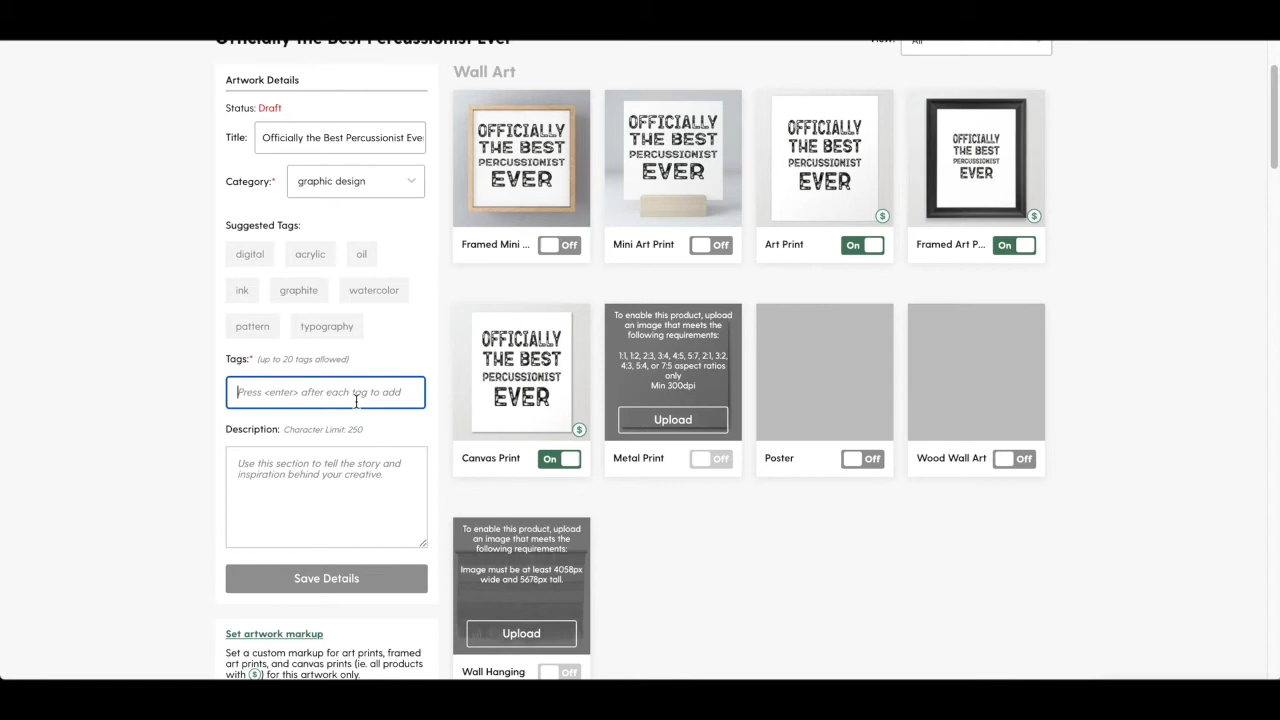 Officially the Best Percussionist Ever
View:
All
Artwork Details
Status: Draft
Title:
Officially the Best Percussionist Eve
Category:*
graphic design
Suggested Tags:
digital
acrylic
oil
ink
graphite
watercolor
pattern
typography
Tags:* (up to 20 tags allowed)
Press <enter> after each tag to add
Description: Character Limit: 250
Use this section to tell the story and
inspiration behind your creative.
Save Details
Set artwork markup
Set a custom markup for art prints, framed
art prints, and canvas prints (ie. all products
with ($)) for this artwork only.
Wall Art
OFFICIALLY
THE BEST
PERCUSSIONIST
EVER
Framed Mini ...
Off
OFFICIALLY
THE BEST
PERCUSSIONIST
EVER
Mini Art Print
Off
OFFICIALLY
THE BEST
PERCUSSIONIST
EVER
$
Art Print
On
OFFICIALLY
THE BEST
PERCUSSIONIST
EVER
$
Framed Art P...
On
OFFICIALLY
THE BEST
PERCUSSIONIST
EVER
$
Canvas Print
On
To enable this product, upload
an image that meets the
following requirements:
1:1, 1:2, 2:3, 3:4, 4:5, 5:7, 2:1, 3:2,
4:3, 5:4, or 7:5 aspect ratios
only
Min 300dpi
Upload
Metal Print
Off
Poster
Off
Wood Wall Art
Off
To enable this product, upload
an image that meets the
following requirements:
Image must be at least 4058px
wide and 5678px tall.
Upload
Wall Hanging
Off